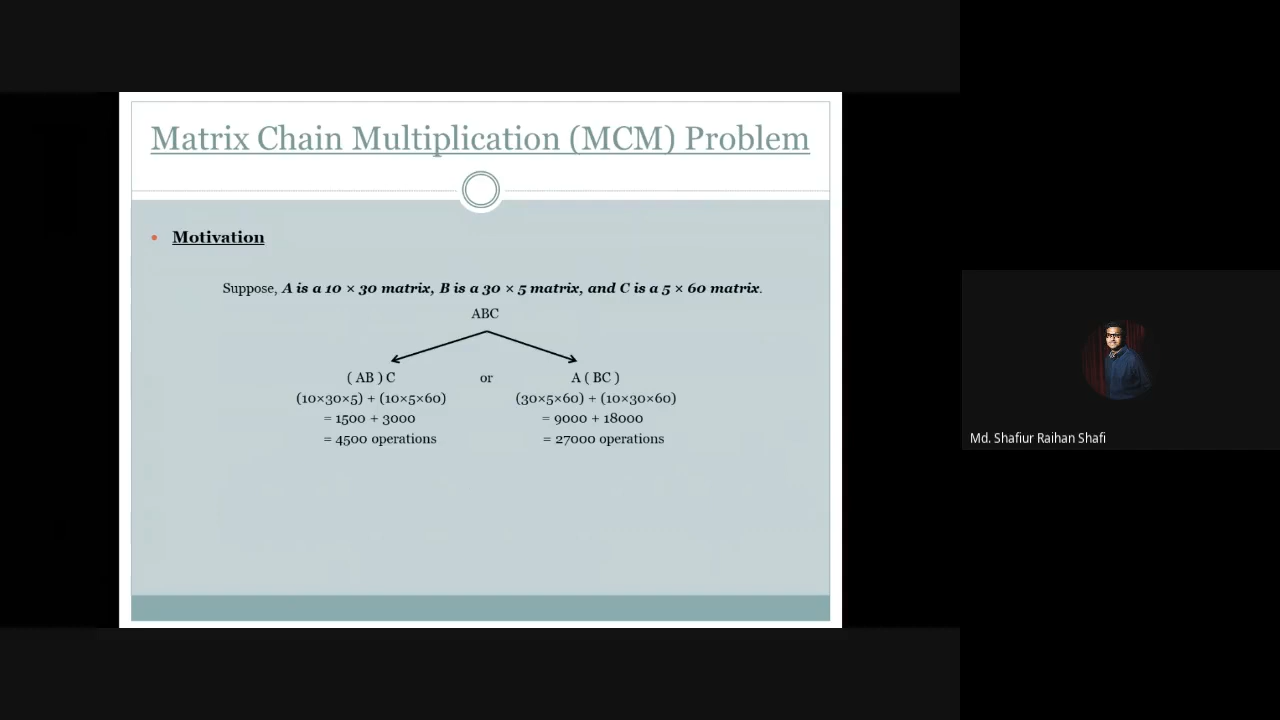 Matrix Chain Multiplication (MCM) Problem
• Motivation
Suppose, A is a 10 × 30 matrix, B is a 30 × 5 matrix, and C is a 5 × 60 matrix.
ABC
( AB ) C or A ( BC )
(10×30×5) + (10×5×60) (30×5×60) + (10×30×60)
= 1500 + 3000 = 9000 + 18000
= 4500 operations = 27000 operations
Md. Shafiur Raihan Shafi